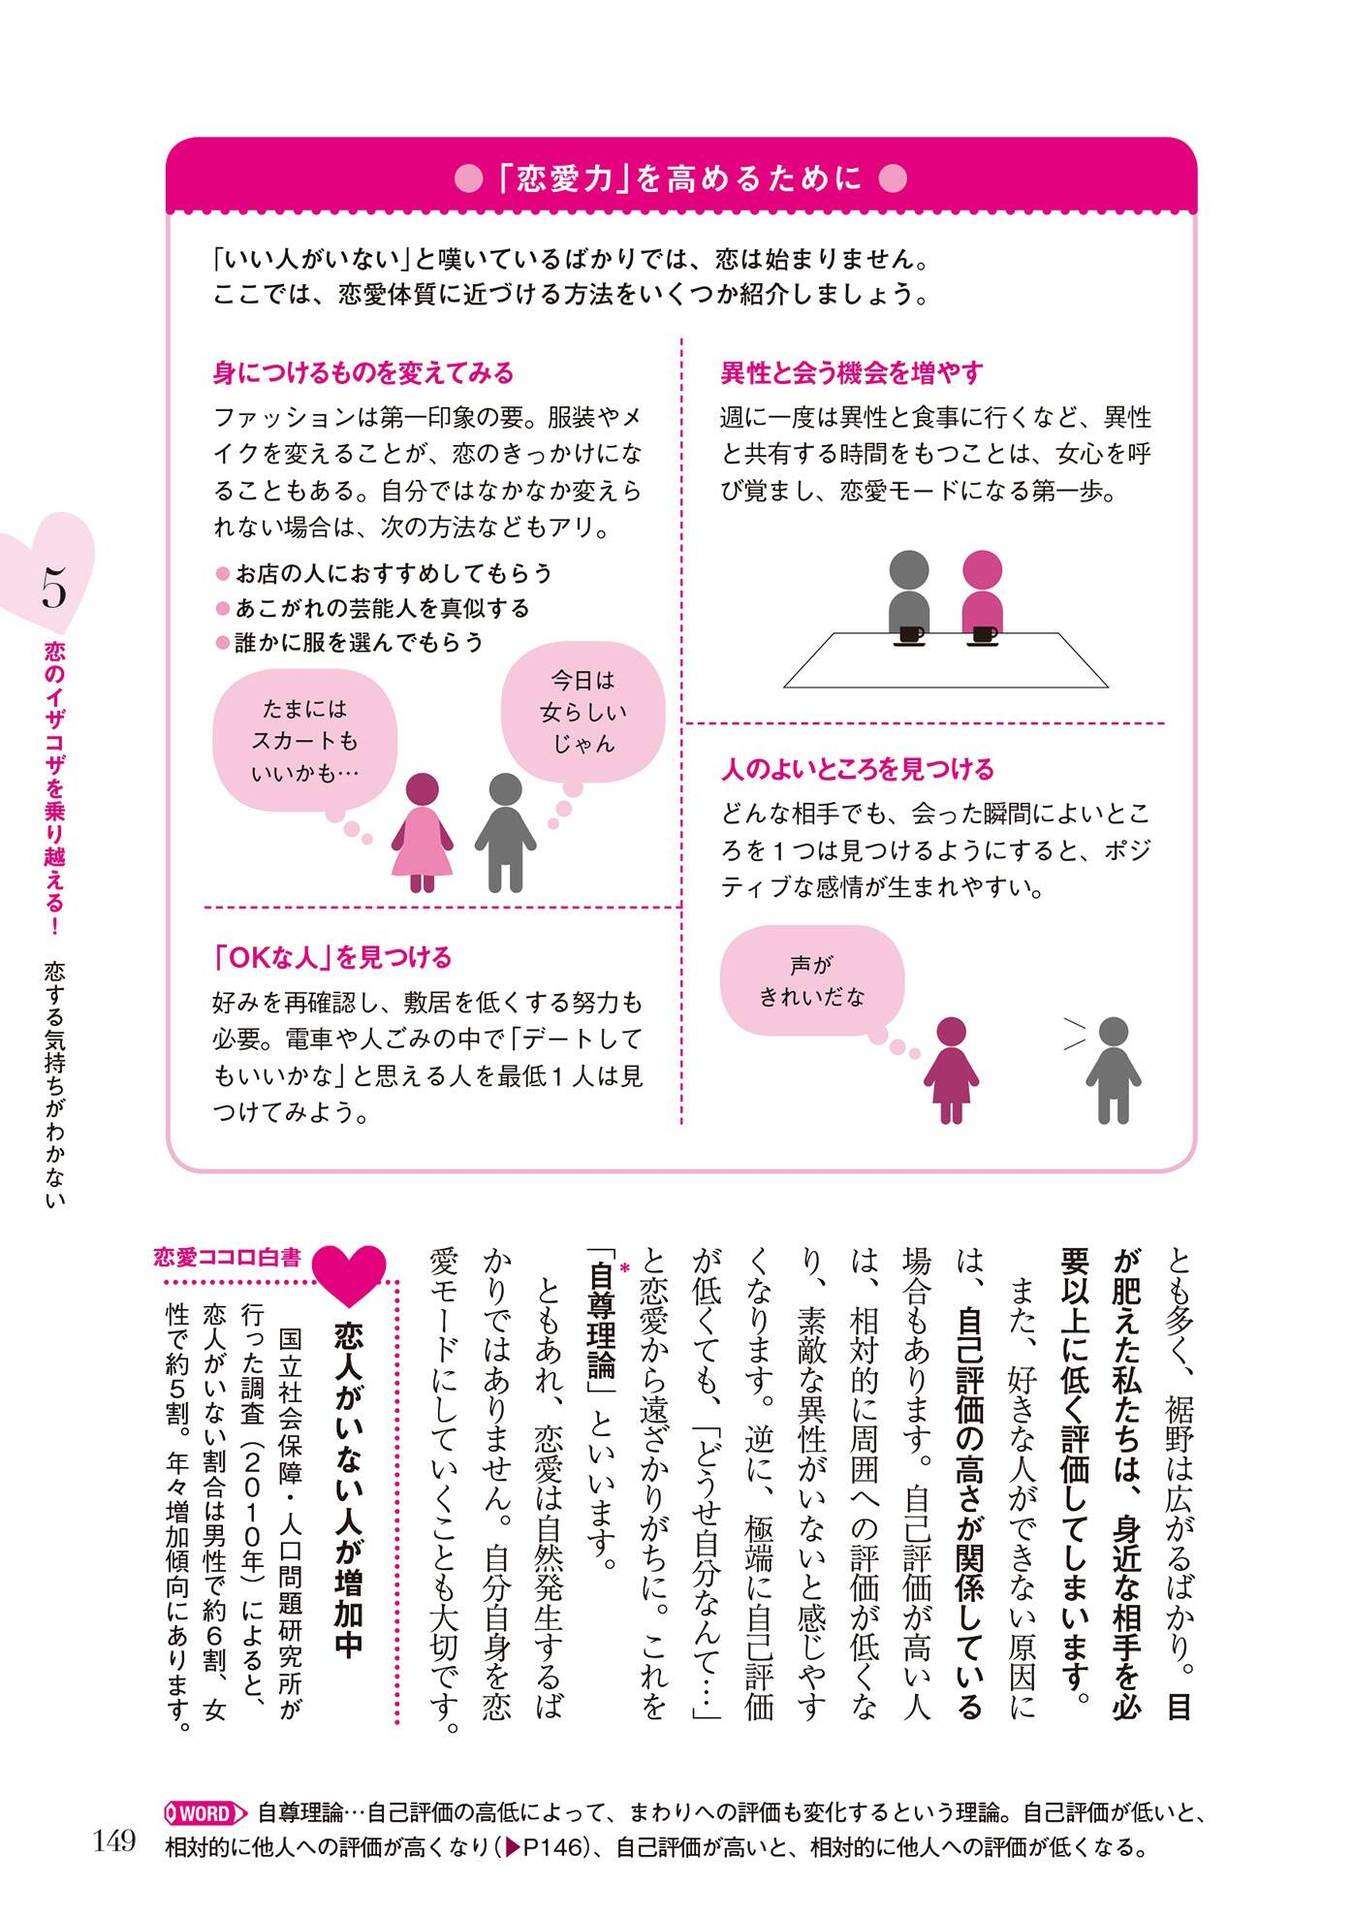 「恋愛力」を高めるために
「いい人がいない」と嘆いているばかりでは、恋は始まりません。
ここでは、恋愛体質に近づける方法をいくつか紹介しましょう。
身につけるものを変えてみる
ファッションは第一印象の要。服装やメ
イクを変えることが、恋のきっかけにな
ることもある。自分ではなかなか変えら
れない場合は、次の方法などもアリ。
●お店の人におすすめしてもらう
●あこがれの芸能人を真似する
●誰かに服を選んでもらう
たまには
スカートも
いいかも…
今日は
女らしい
じゃん
異性と会う機会を増やす
週に一度は異性と食事に行くなど、異性
と共有する時間をもつことは、女心を呼
び覚まし、恋愛モードになる第一歩。
「OKな人」を見つける
好みを再確認し、敷居を低くする努力も
必要。電車や人ごみの中で「デートして
もいいかな」と思える人を最低1人は見
つけてみよう。
人のよいところを見つける
どんな相手でも、会った瞬間によいとこ
ろを1つは見つけるようにすると、ポジ
ティブな感情が生まれやすい。
声が
きれいだな
5
恋のイザコザを乗り越える！ 恋する気持ちがわかない
とも多く、裾野は広がるばかり。目
が肥えた私たちは、身近な相手を必
要以上に低く評価してしまいます。
また、好きな人ができない原因に
は、自己評価の高さが関係している
場合もあります。自己評価が高い人
は、相対的に周囲への評価が低くな
り、素敵な異性がいないと感じやす
くなります。逆に、極端に自己評価
が低くても、「どうせ自分なんて…」
と恋愛から遠ざかりがちに。これを
「＊自尊理論」といいます。
ともあれ、恋愛は自然発生するば
かりではありません。自分自身を恋
愛モードにしていくことも大切です。
恋愛ココロ白書
恋人がいない人が増加中
国立社会保障・人口問題研究所が
行った調査（2010年）によると、
恋人がいない割合は男性で約6割、女
性で約5割。年々増加傾向にあります。
WORD 自尊理論…自己評価の高低によって、まわりへの評価も変化するという理論。自己評価が低いと、
相対的に他人への評価が高くなり（▶P146）、自己評価が高いと、相対的に他人への評価が低くなる。
149